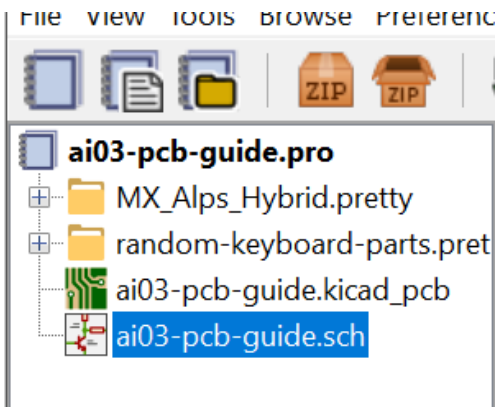 File View Tools Browse Preferenc
ZIP ZIP
ai03-pcb-guide.pro
MX_Alps_Hybrid.pretty
random-keyboard-parts.pret
ai03-pcb-guide.kicad_pcb
ai03-pcb-guide.sch